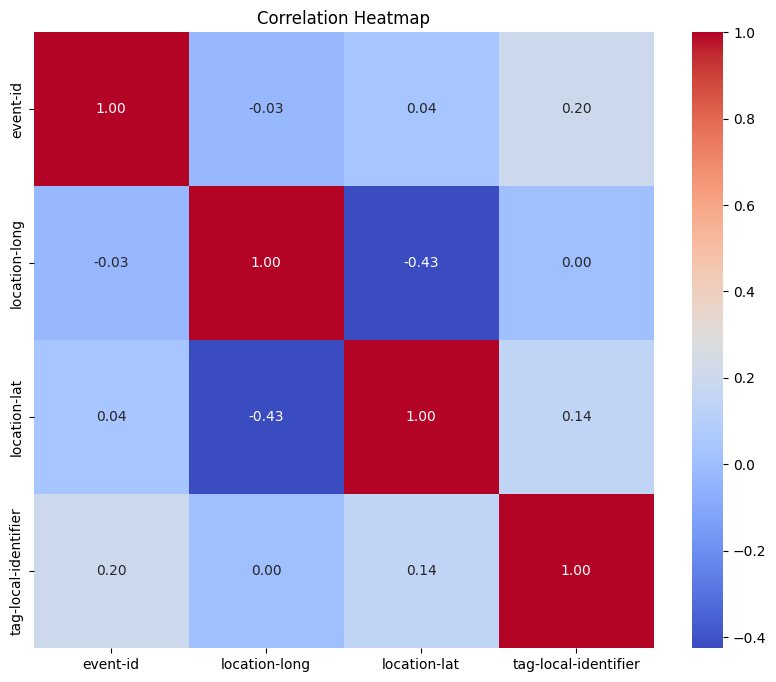 Correlation Heatmap
event-id
1.00 -0.03 0.04 0.20
location-long
-0.03 1.00 -0.43 0.00
location-lat
0.04 -0.43 1.00 0.14
tag-local-identifier
0.20 0.00 0.14 1.00
event-id location-long location-lat tag-local-identifier
1.0
0.8
0.6
0.4
0.2
0.0
−0.2
−0.4